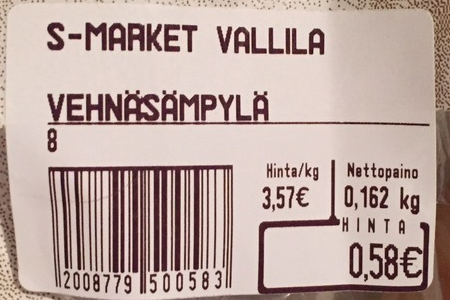 S-MARKET VALLILA
VEHNÄSÄMPYLÄ
8
Hinta/kg Nettopaino
3,57€ 0,162 kg
HINTA
0,58€
2008779 500583